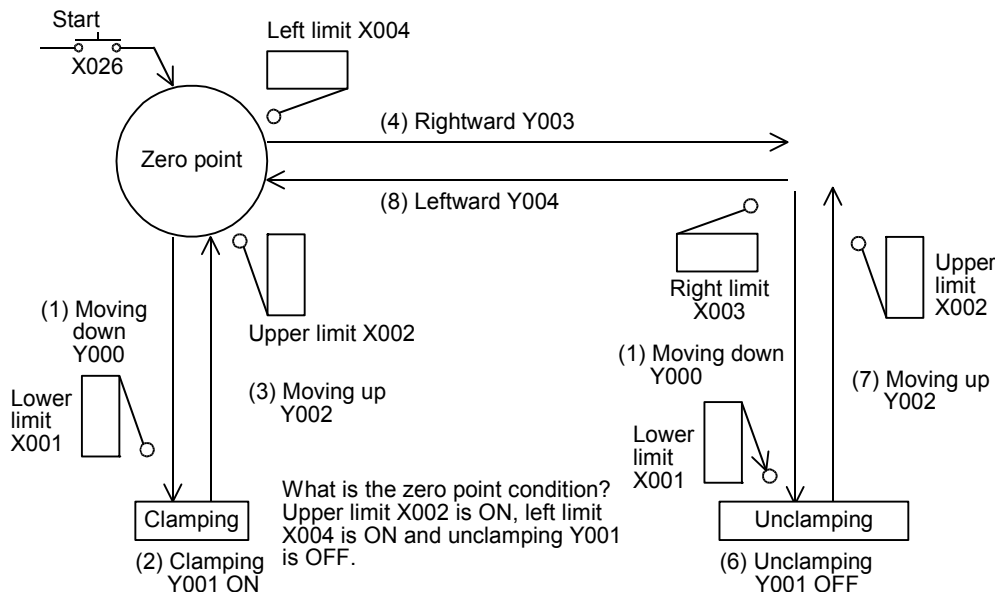 Start
X026
Left limit X004
(4) Rightward Y003
Zero point
(8) Leftward Y004
Upper limit X002
(1) Moving
down
Y000
Lower
limit
X001
(3) Moving up
Y002
Clamping
(2) Clamping
Y001 ON
What is the zero point condition?
Upper limit X002 is ON, left limit
X004 is ON and unclamping Y001
is OFF.
Right limit
X003
Upper
limit
X002
(1) Moving down
Y000
(7) Moving up
Y002
Lower
limit
X001
Unclamping
(6) Unclamping
Y001 OFF